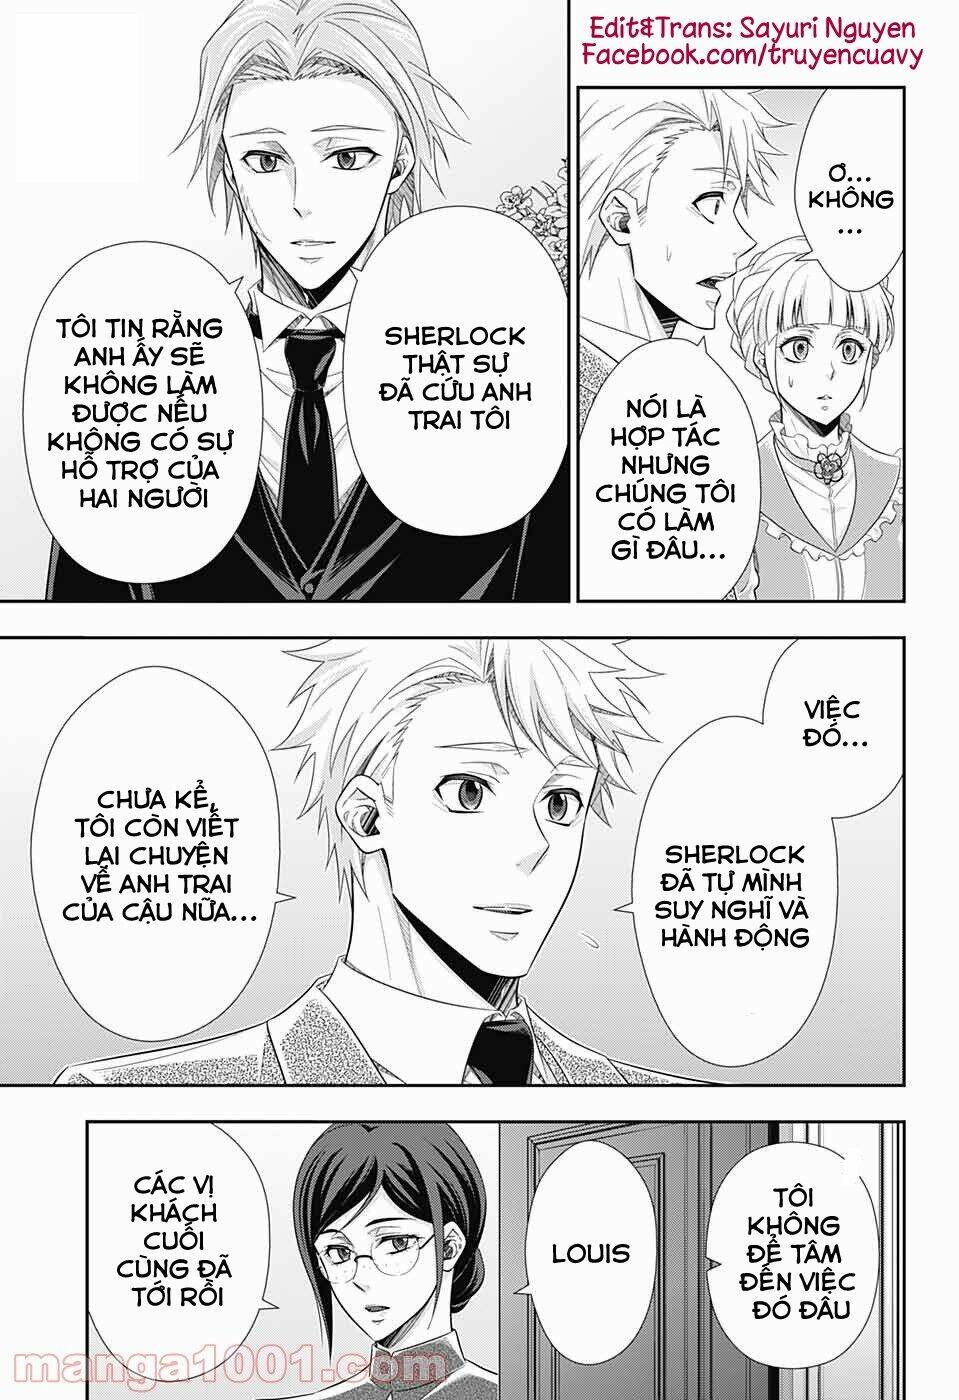 Edit&Trans: Sayuri Nguyen
Facebook.com/truyencuavy
SHERLOCK
THẬT SỰ
ĐÃ CỨU ANH
TRAI TÔI
TÔI TIN RẰNG
ANH ẤY SẼ
KHÔNG LÀM
ĐƯỢC NẾU
KHÔNG CÓ SỰ
HỖ TRỢ CỦA
HAI NGƯỜI
Ơ...
KHÔNG
...
NÓI LÀ
HỢP TÁC
NHƯNG
CHÚNG TÔI
CÓ LÀM
GÌ ĐÂU...
VIỆC
ĐÓ...
SHERLOCK
ĐÃ TỰ MÌNH
SUY NGHĨ VÀ
HÀNH ĐỘNG
CHƯA KỂ,
TÔI CÒN VIẾT
LẠI CHUYỆN
VỀ ANH TRAI
CỦA CẬU NỮA...
TÔI
KHÔNG
ĐỂ TÂM
ĐẾN VIỆC
ĐÓ ĐÂU
LOUIS
CÁC VỊ
KHÁCH
CUỐI
CÙNG ĐÃ
TỚI RỒI
manga1001.com